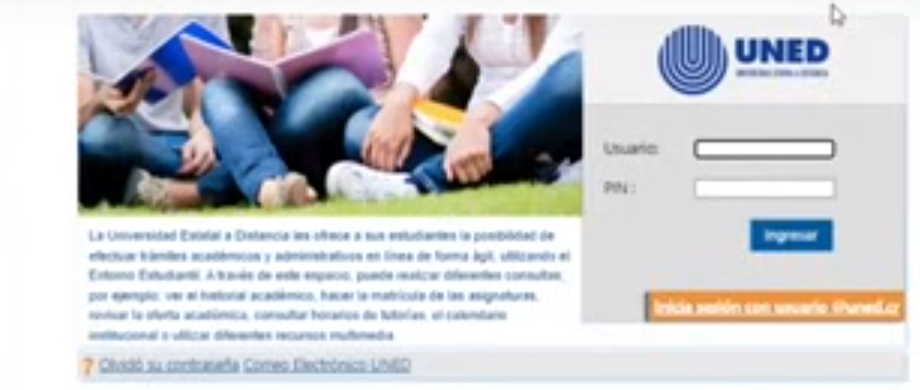 UNED
Usuario:
PIN :
Ingresar
La Universidad Estatal a Distancia les ofrece a sus estudiantes la posibilidad de
efectuar trámites académicos y administrativos en línea de forma ágil, utilizando el
Entorno Estudiantil. A través de este espacio, puede realizar diferentes consultas,
por ejemplo: ver el historial académico, hacer la matrícula de las asignaturas,
revisar la oferta académica, consultar horarios de tutorías, el calendario
institucional o utilizar diferentes recursos multimedia.
Inicia sesión con usuario @uned.cr
? Olvidó su contraseña Correo Electrónico UNED